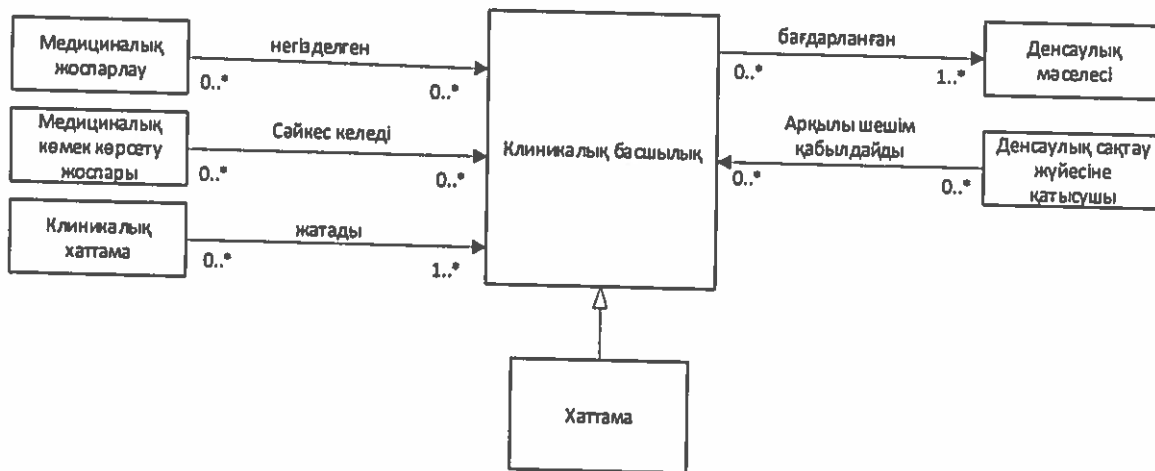 Медициналық
жоспарлау
негізделген
0..*
0..*
Медициналық
көмек көрсету
жоспары
Сәйкес келеді
0..*
0..*
Клиникалық
хаттама
жатады
0..*
1..*
Клиникалық басшылық
бағдарланған
0..*
1..*
Денсаулық
мәселесі
Арқылы шешім
қабылдайды
0..*
0..*
Денсаулық сақтау
жүйесіне
қатысушы
Хаттама